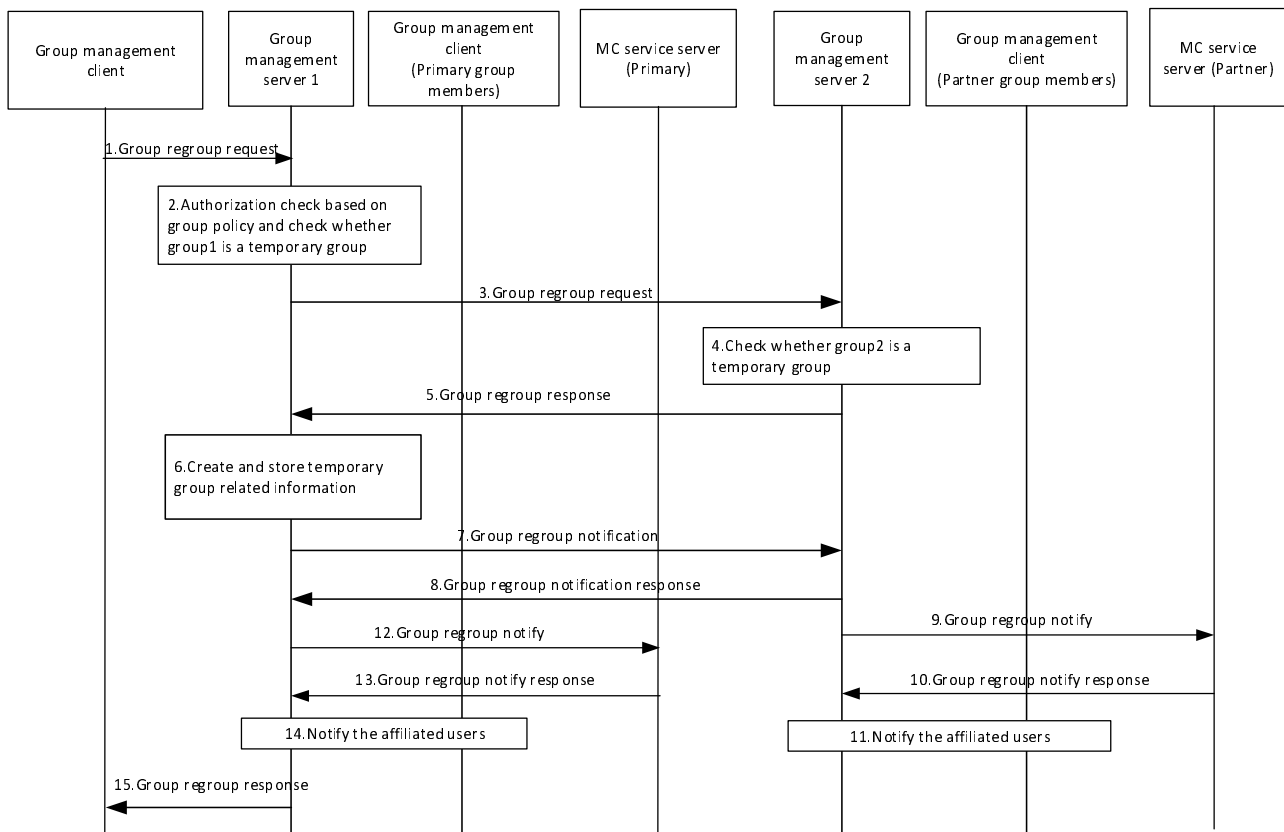 Group management
client
Group
management
server 1
Group management
client
(Primary group
members)
MC service server
(Primary)
Group
management
server 2
Group management
client
(Partner group members)
MC service
server (Partner)
1.Group regroup request
2.Authorization check based on
group policy and check whether
group1 is a temporary group
3.Group regroup request
4.Check whether group2 is a
temporary group
5.Group regroup response
6.Create and store temporary
group related information
7.Group regroup notification
8.Group regroup notification response
9.Group regroup notify
12.Group regroup notify
13.Group regroup notify response
10.Group regroup notify response
14.Notify the affiliated users
11.Notify the affiliated users
15.Group regroup response